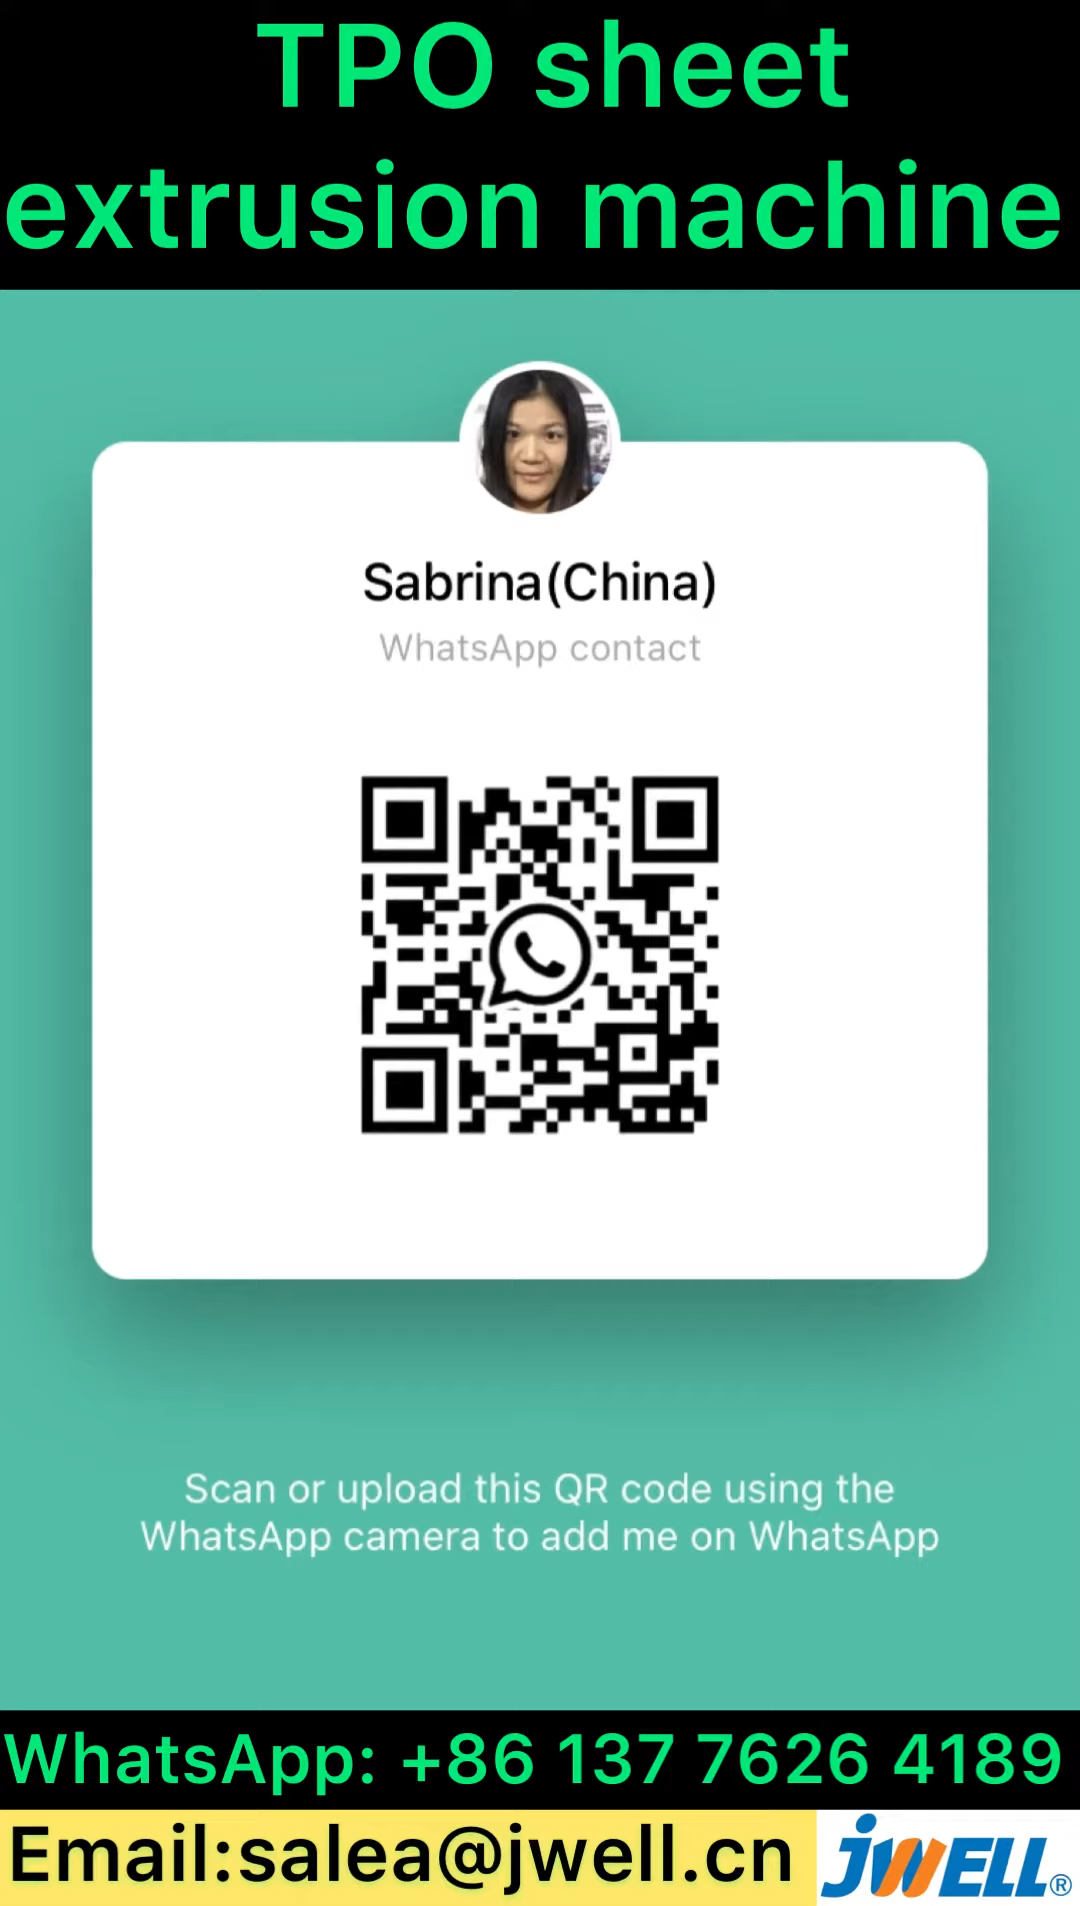 TPO sheet
extrusion machine
Sabrina(China)
WhatsApp contact
Scan or upload this QR code using the
WhatsApp camera to add me on WhatsApp
WhatsApp: +86 137 7626 4189
Email:salea@jwell.cn
JWELL®